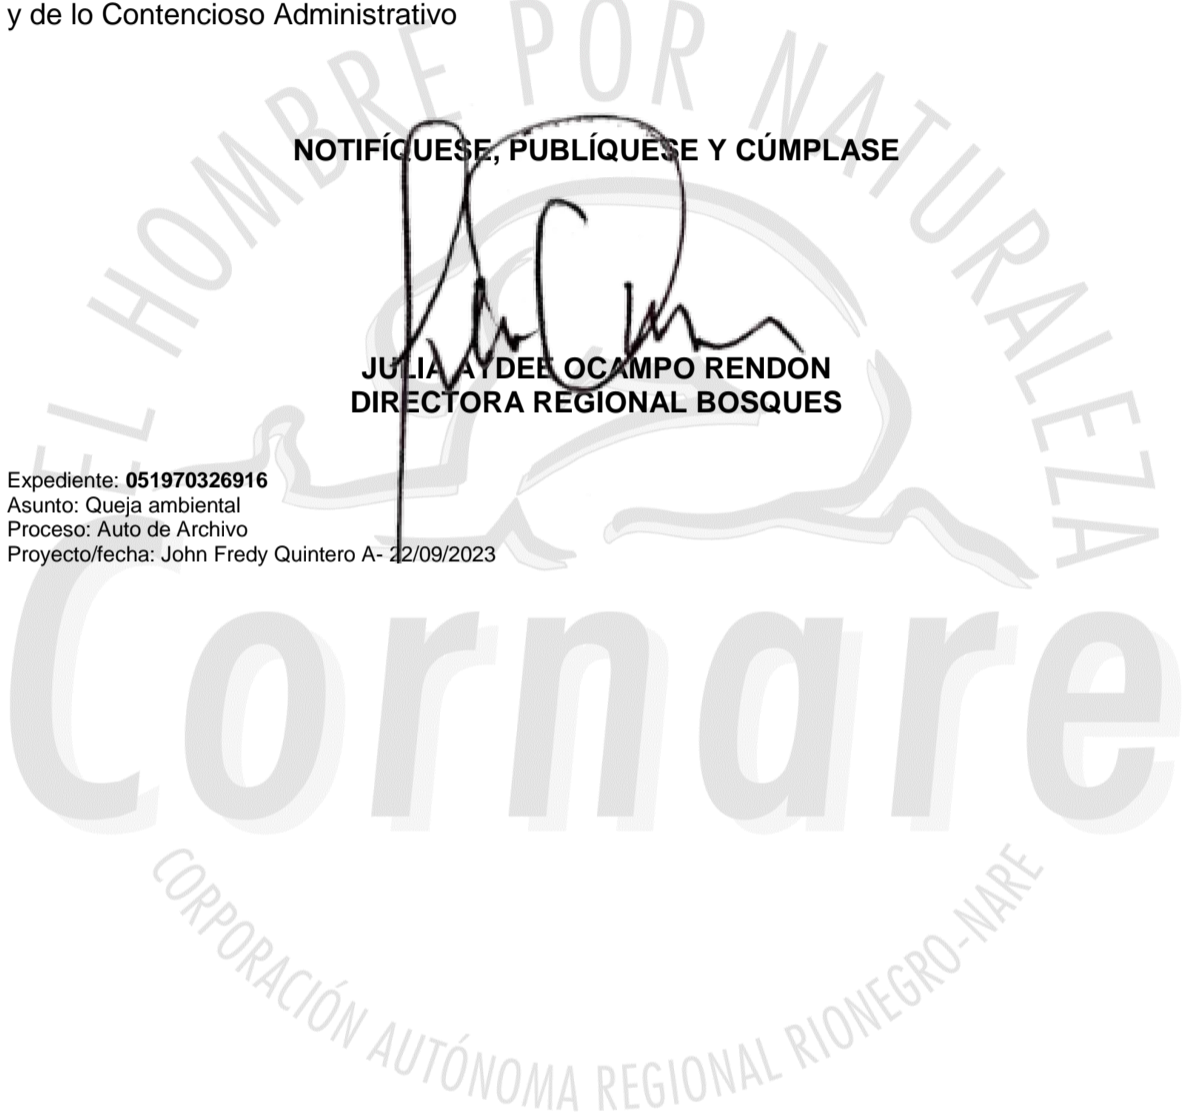 y de lo Contencioso Administrativo
EL HOMBRE POR NATURALEZA
NOTIFÍQUESE, PUBLÍQUESE Y CÚMPLASE
JULIA AYDEE OCAMPO RENDON
DIRECTORA REGIONAL BOSQUES
Expediente: 051970326916
Asunto: Queja ambiental
Proceso: Auto de Archivo
Proyecto/fecha: John Fredy Quintero A- 22/09/2023
Cornare
CORPORACIÓN AUTÓNOMA REGIONAL RIONEGRO-NARE